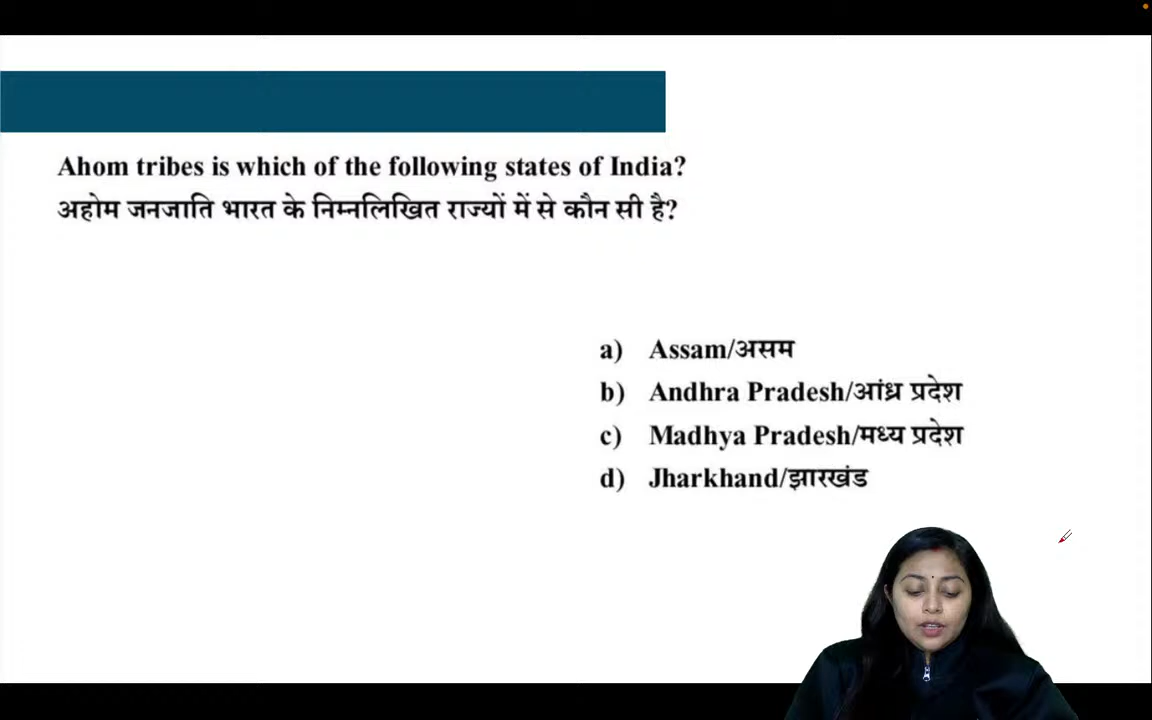 Ahom tribes is which of the following states of India?
अहोम जनजाति भारत के निम्नलिखित राज्यों में से कौन सी है?
a) Assam/असम
b) Andhra Pradesh/आंध्र प्रदेश
c) Madhya Pradesh/मध्य प्रदेश
d) Jharkhand/झारखंड